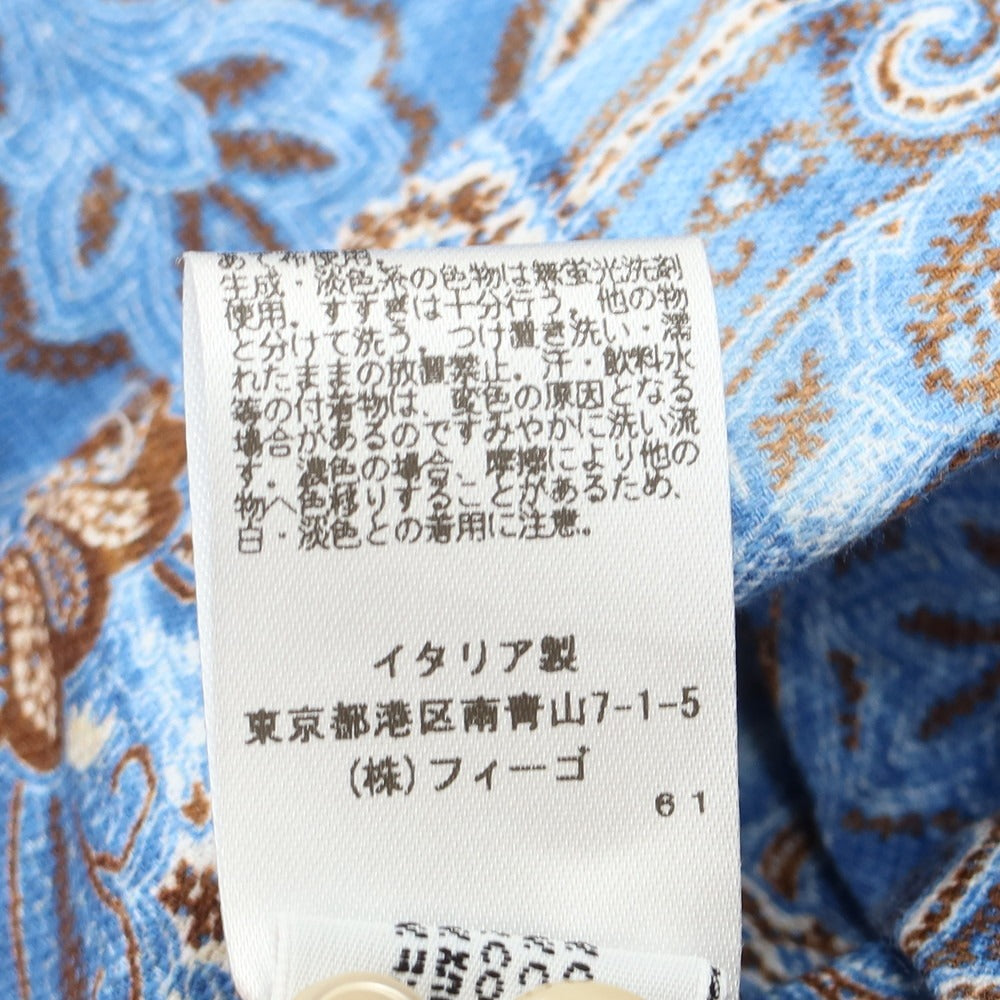 あて布使用
生成・淡色系の色物は無蛍光洗剤
使用. すすぎは十分行う. 他の物
と分けて洗う. つけ置き洗い・濡
れたままの放置禁止. 汗・飲料水
等の付着物は、変色の原因となる
場合があるので、すみやかに洗い流
す. 濃色の場合、摩擦により他の
物へ色移りすることがあるため、
白・淡色との着用に注意。
イタリア製
東京都港区南青山7-1-5
(株)フィーゴ
61